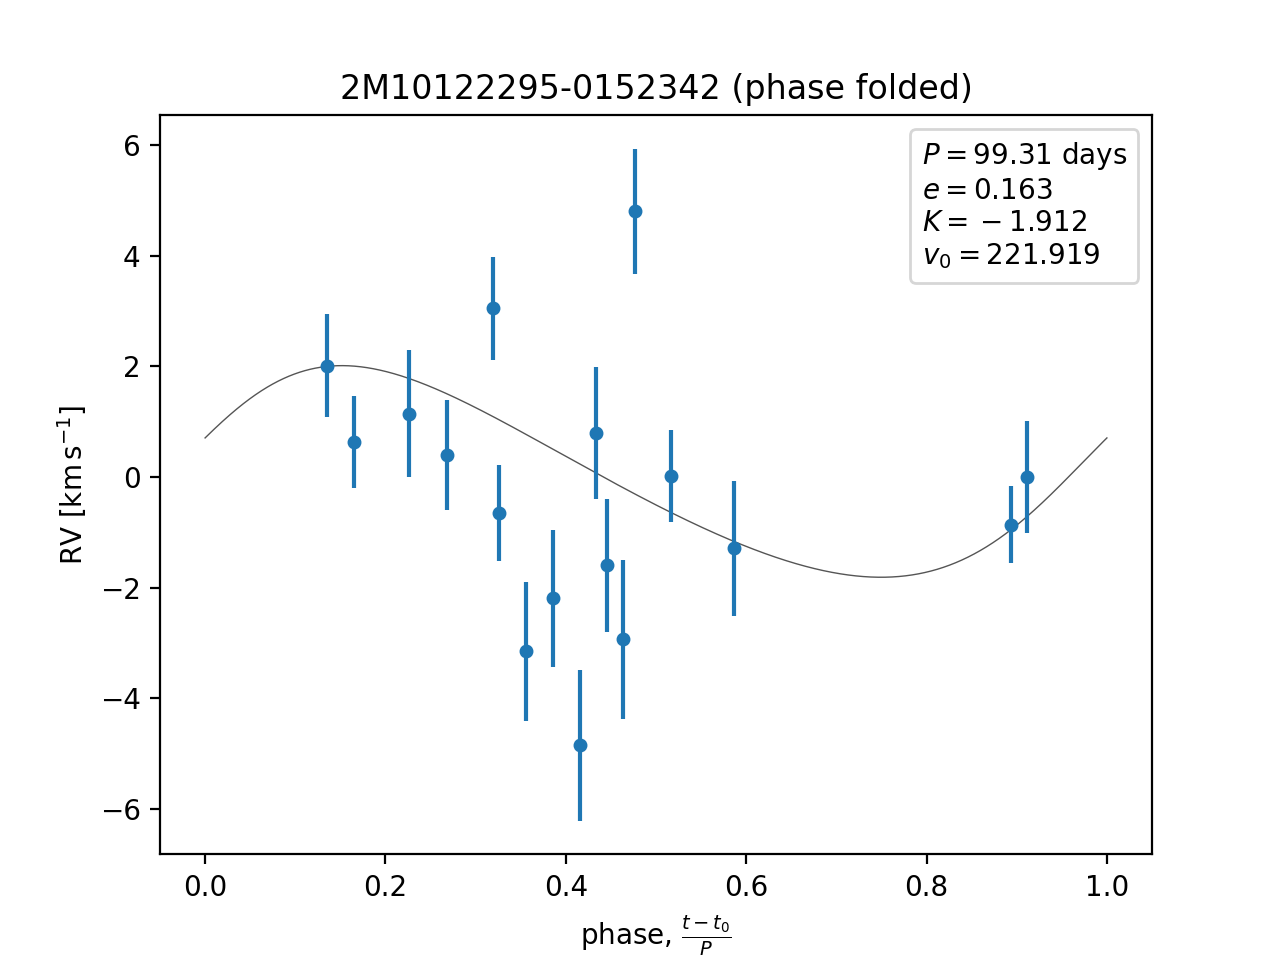 2M10122295-0152342 (phase folded)
P = 99.31 days
e = 0.163
K = −1.912
v₀ = 221.919
6
4
2
0
−2
−4
−6
RV [km s⁻¹]
0.0 0.2 0.4 0.6 0.8 1.0
phase, (t − t₀)/P